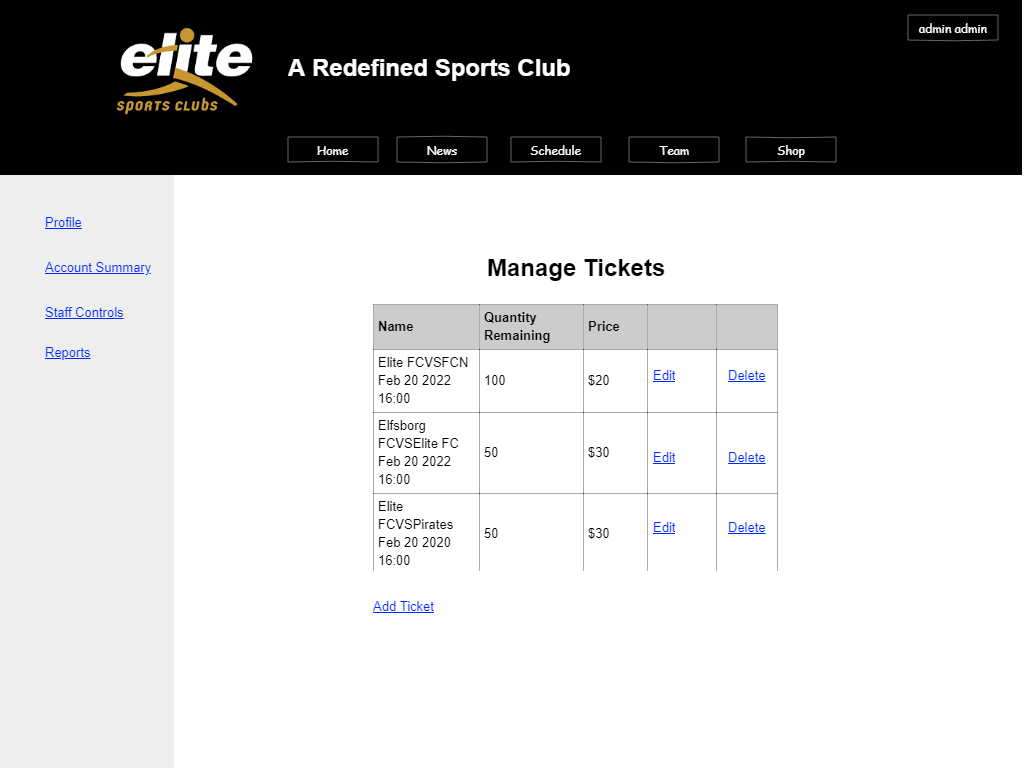 admin admin
elite
SPORTS CLUBS
A Redefined Sports Club
Home News Schedule Team Shop
Profile
Account Summary
Staff Controls
Reports
Manage Tickets
Name Quantity Remaining Price
Elite FCVSFCN
Feb 20 2022
16:00
100 $20 Edit Delete
Elfsborg
FCVSElite FC
Feb 20 2022
16:00
50 $30 Edit Delete
Elite
FCVSPirates
Feb 20 2020
16:00
50 $30 Edit Delete
Add Ticket